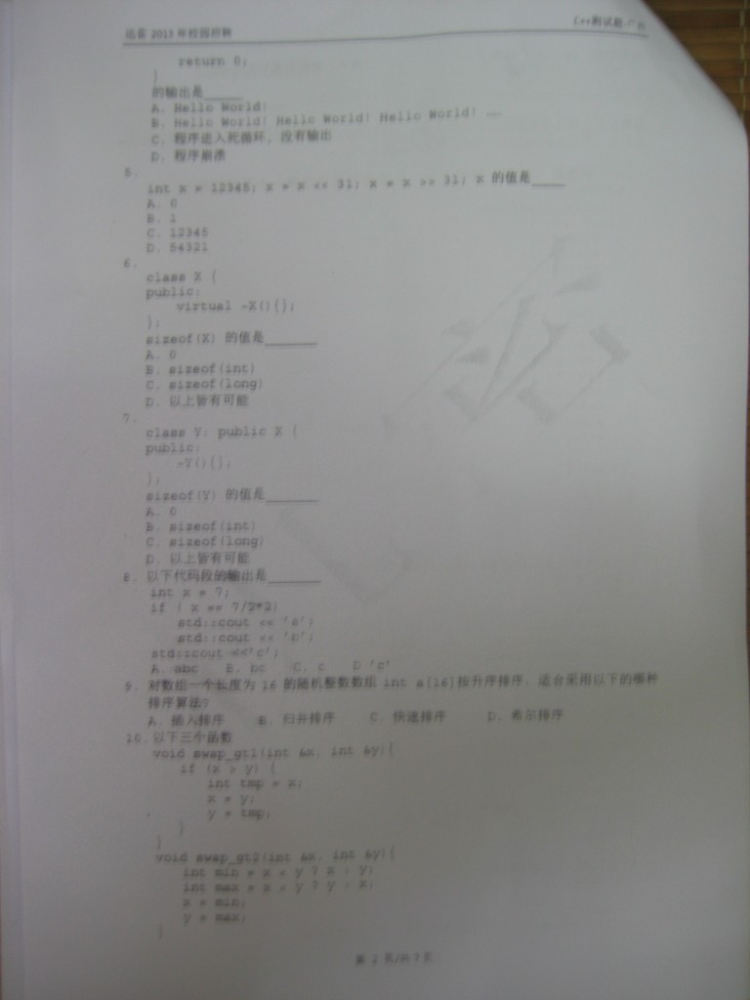 2013 年校园招聘
C++测试题-广州
return 0;
}
的输出是_____
A. Hello World!
B. Hello World! Hello World! Hello World! ...
C. 程序进入死循环, 没有输出
D. 程序崩溃
5.
int x = 12345; x = x << 31; x = x >> 31; x 的值是_____
A. 0
B. 1
C. 12345
D. 54321
6.
class X {
public:
virtual ~X(){};
};
sizeof(X) 的值是_______
A. 0
B. sizeof(int)
C. sizeof(long)
D. 以上皆有可能
7.
class Y: public X {
public:
~Y(){};
};
sizeof(Y) 的值是_______
A. 0
B. sizeof(int)
C. sizeof(long)
D. 以上皆有可能
8. 以下代码段的输出是_______
int x = 7;
if ( x == 7/2*2)
std::cout << 'a';
std::cout << 'b';
std::cout <<'c';
A. abc B. bc C. c D 'c'
9. 对数组一个长度为 16 的随机整数数组 int a[16]按升序排序, 适合采用以下的哪种
排序算法?
A. 插入排序 B. 归并排序 C. 快速排序 D. 希尔排序
10. 以下三个函数
void swap_gt1(int &x, int &y){
if (x > y) {
int tmp = x;
x = y;
y = tmp;
}
}
void swap_gt2(int &x, int &y){
int min = x < y ? x : y;
int max = x < y ? y : x;
x = min;
y = max;
}
第 2 页/共 7 页